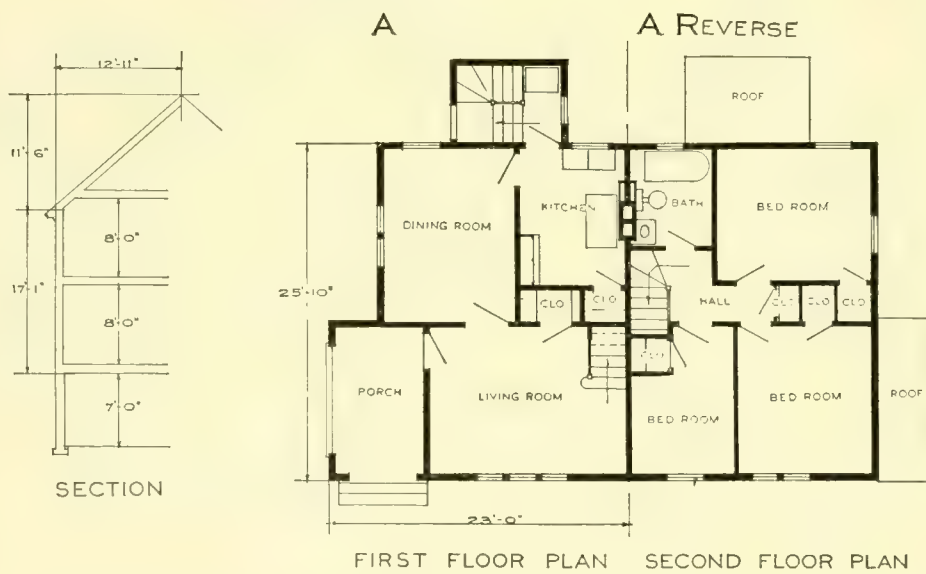 A
A REVERSE
12'-11"
11'-6"
8'-0"
17'-1"
8'-0"
7'-0"
SECTION
25'-10"
DINING ROOM
KITCHEN
CLO
CLO
PORCH
LIVING ROOM
23'-0"
FIRST FLOOR PLAN
ROOF
BATH
BED ROOM
HALL
CLO
CLO
CLO
CLO
BED ROOM
BED ROOM
ROOF
SECOND FLOOR PLAN